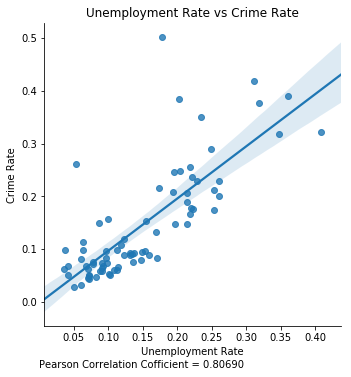 Unemployment Rate vs Crime Rate
0.5
0.4
0.3
0.2
0.1
0.0
Crime Rate
0.05 0.10 0.15 0.20 0.25 0.30 0.35 0.40
Unemployment Rate
Pearson Correlation Cofficient = 0.80690